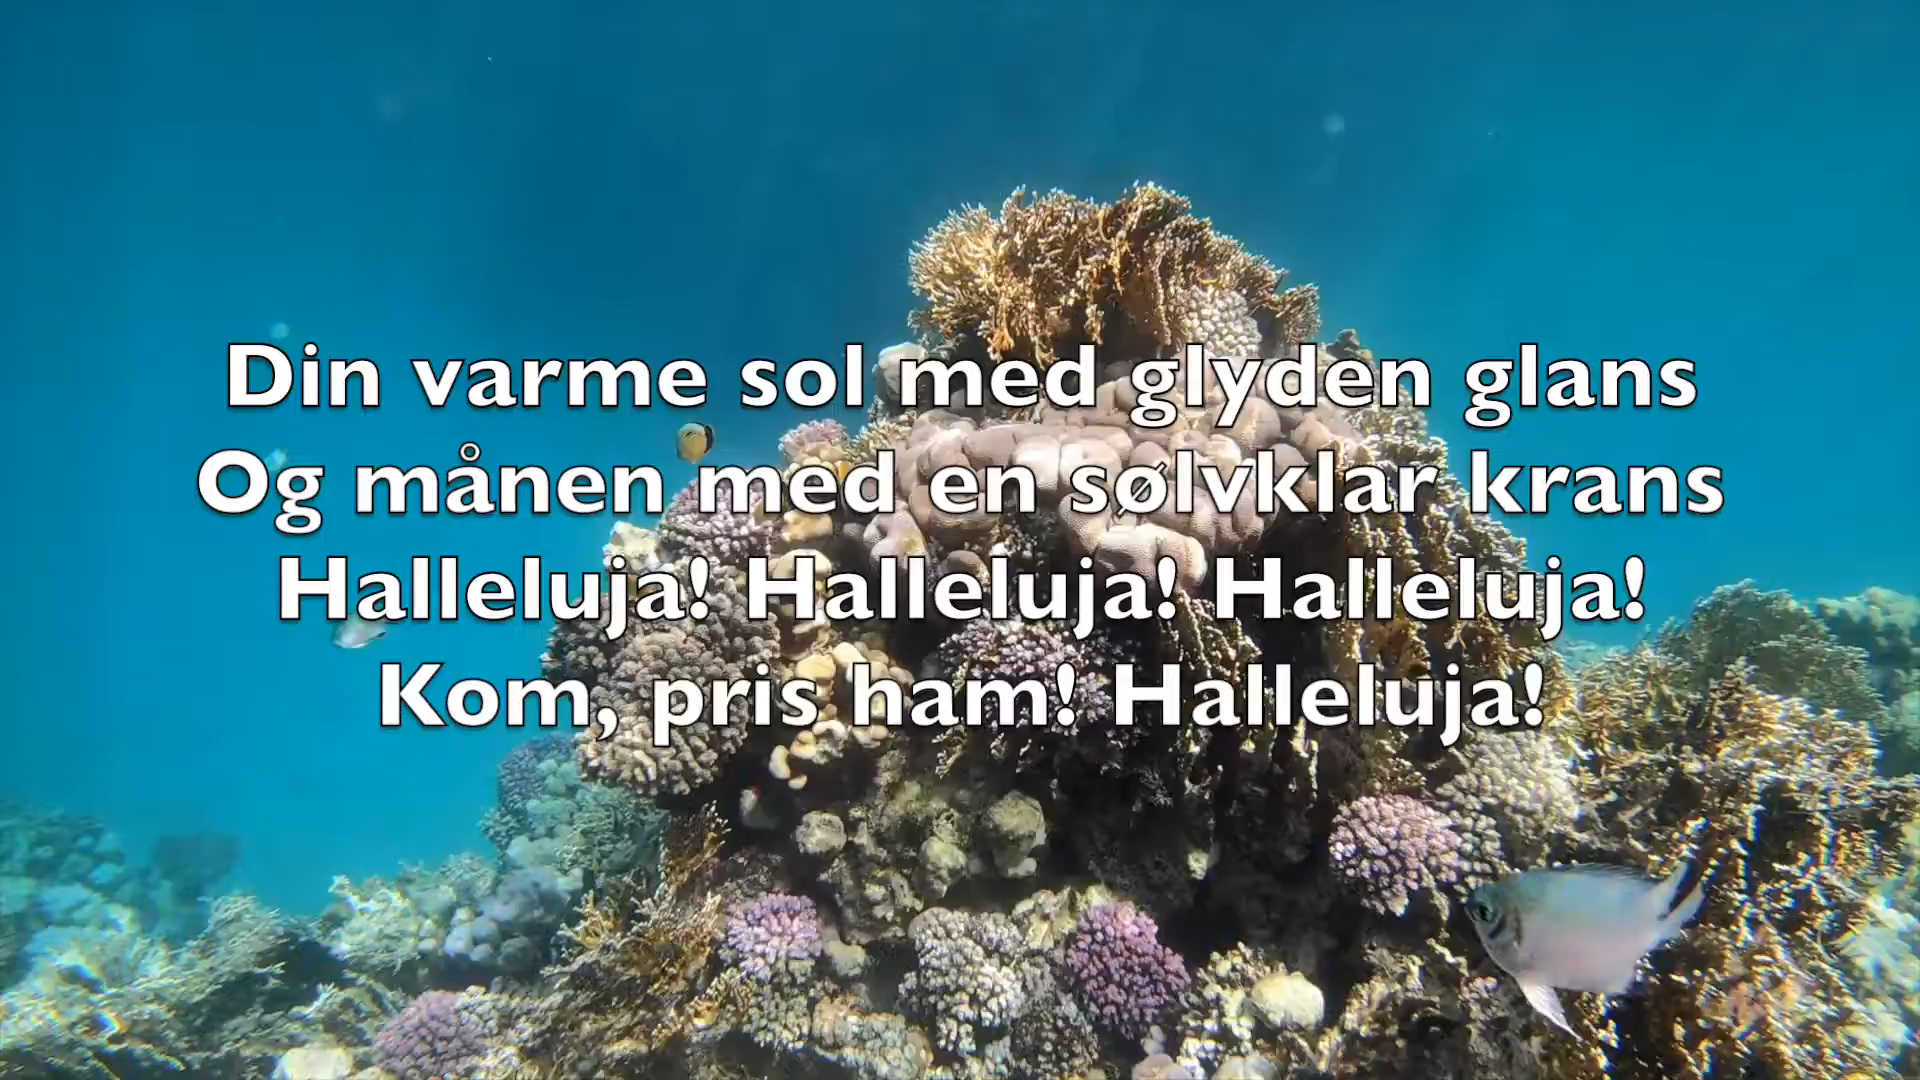 Din varme sol med glyden glans
Og månen med en sølvklar krans
Halleluja! Halleluja! Halleluja!
Kom, pris ham! Halleluja!